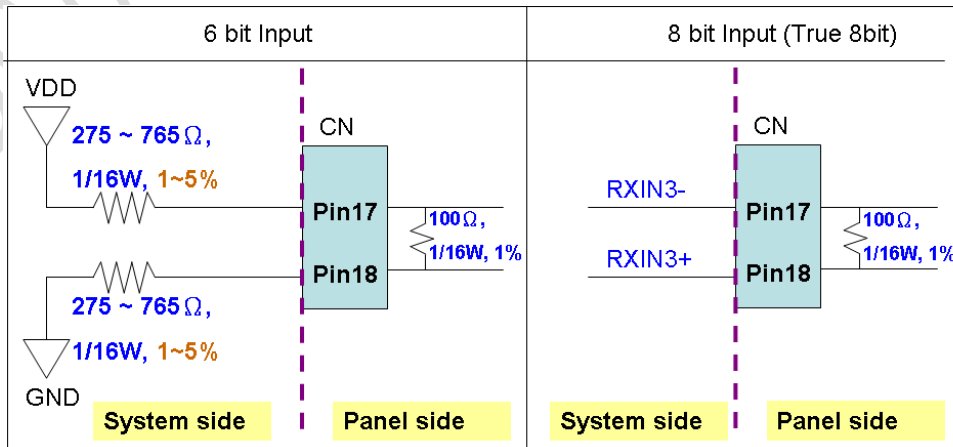 6 bit Input
VDD
275 ~ 765Ω,
1/16W, 1~5%
CN
Pin17
100Ω,
1/16W, 1%
Pin18
275 ~ 765Ω,
1/16W, 1~5%
GND
System side
Panel side
8 bit Input (True 8bit)
CN
RXIN3-
Pin17
100Ω,
1/16W, 1%
RXIN3+
Pin18
System side
Panel side